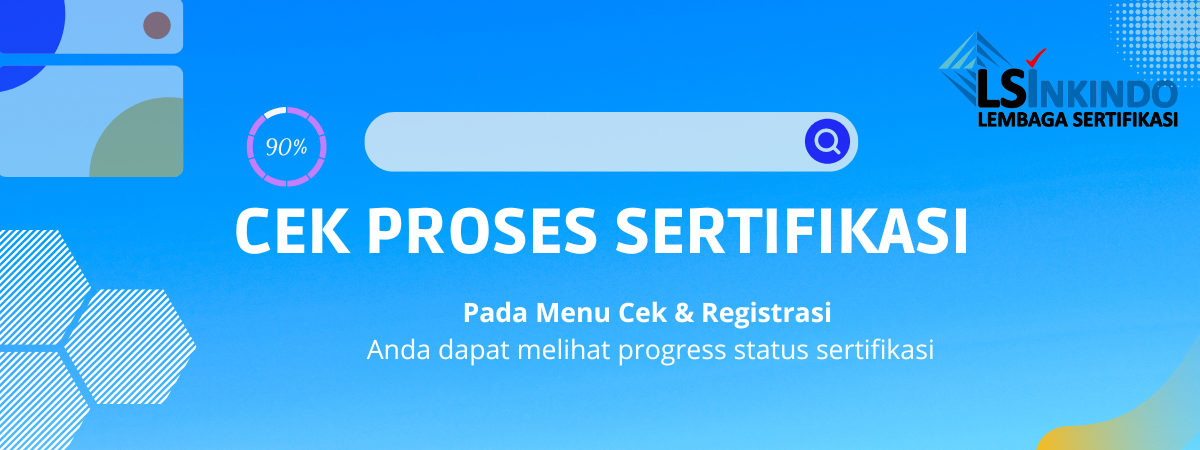 LSINKINDO
LEMBAGA SERTIFIKASI
90%
CEK PROSES SERTIFIKASI
Pada Menu Cek & Registrasi
Anda dapat melihat progress status sertifikasi